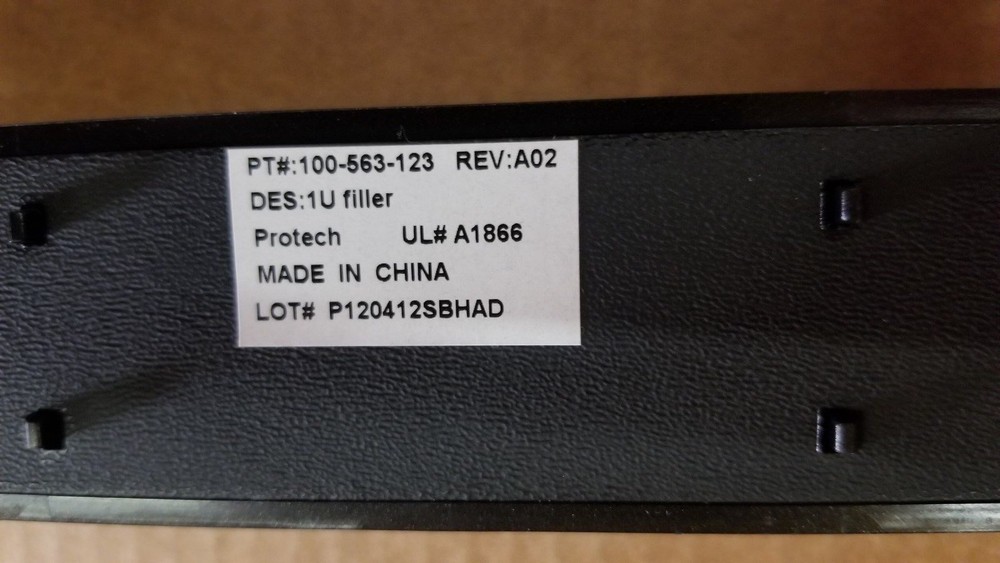 PT#:100-563-123 REV:A02
DES:1U filler
Protech UL# A1866
MADE IN CHINA
LOT# P120412SBHAD